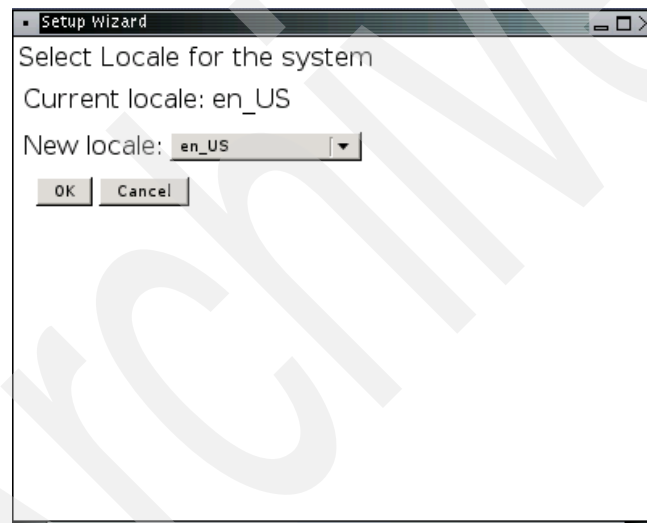 Setup Wizard
Select Locale for the system
Current locale: en_US
New locale: en_US
OK Cancel